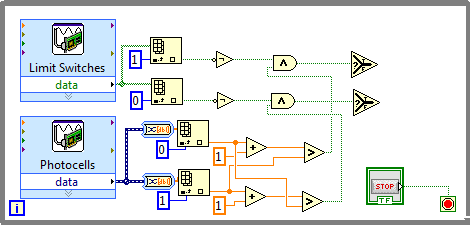 Limit Switches
data
1
0
Photocells
data
0
1
1
1
STOP
TF
i